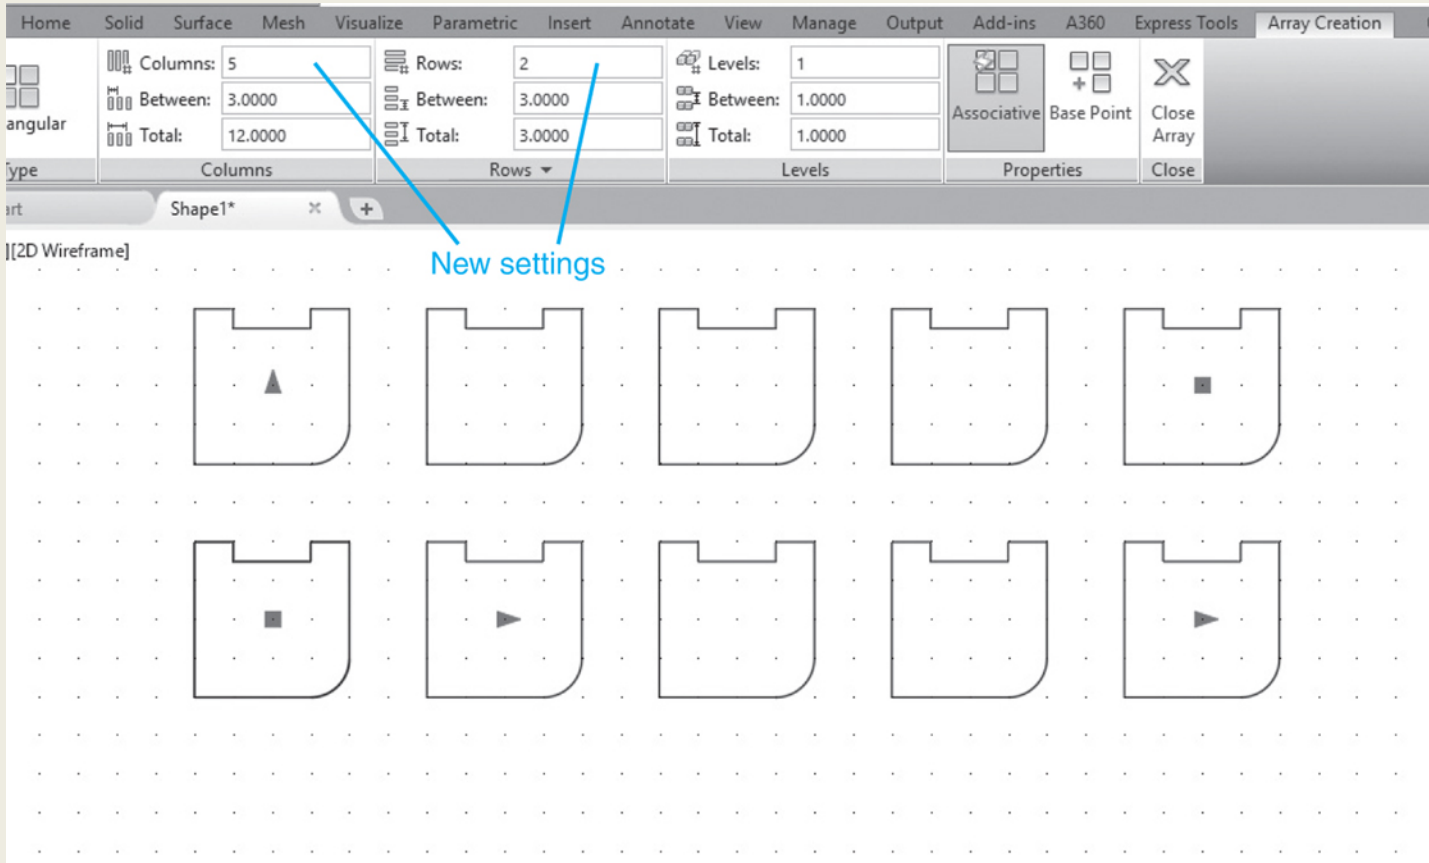 Home Solid Surface Mesh Visualize Parametric Insert Annotate View Manage Output Add-ins A360 Express Tools Array Creation
Columns: 5 Rows: 2 Levels: 1
Between: 3.0000 Between: 3.0000 Between: 1.0000
Total: 12.0000 Total: 3.0000 Total: 1.0000
angular Associative Base Point Close Array
Type Columns Rows Levels Properties Close
art Shape1*
][2D Wireframe]
New settings